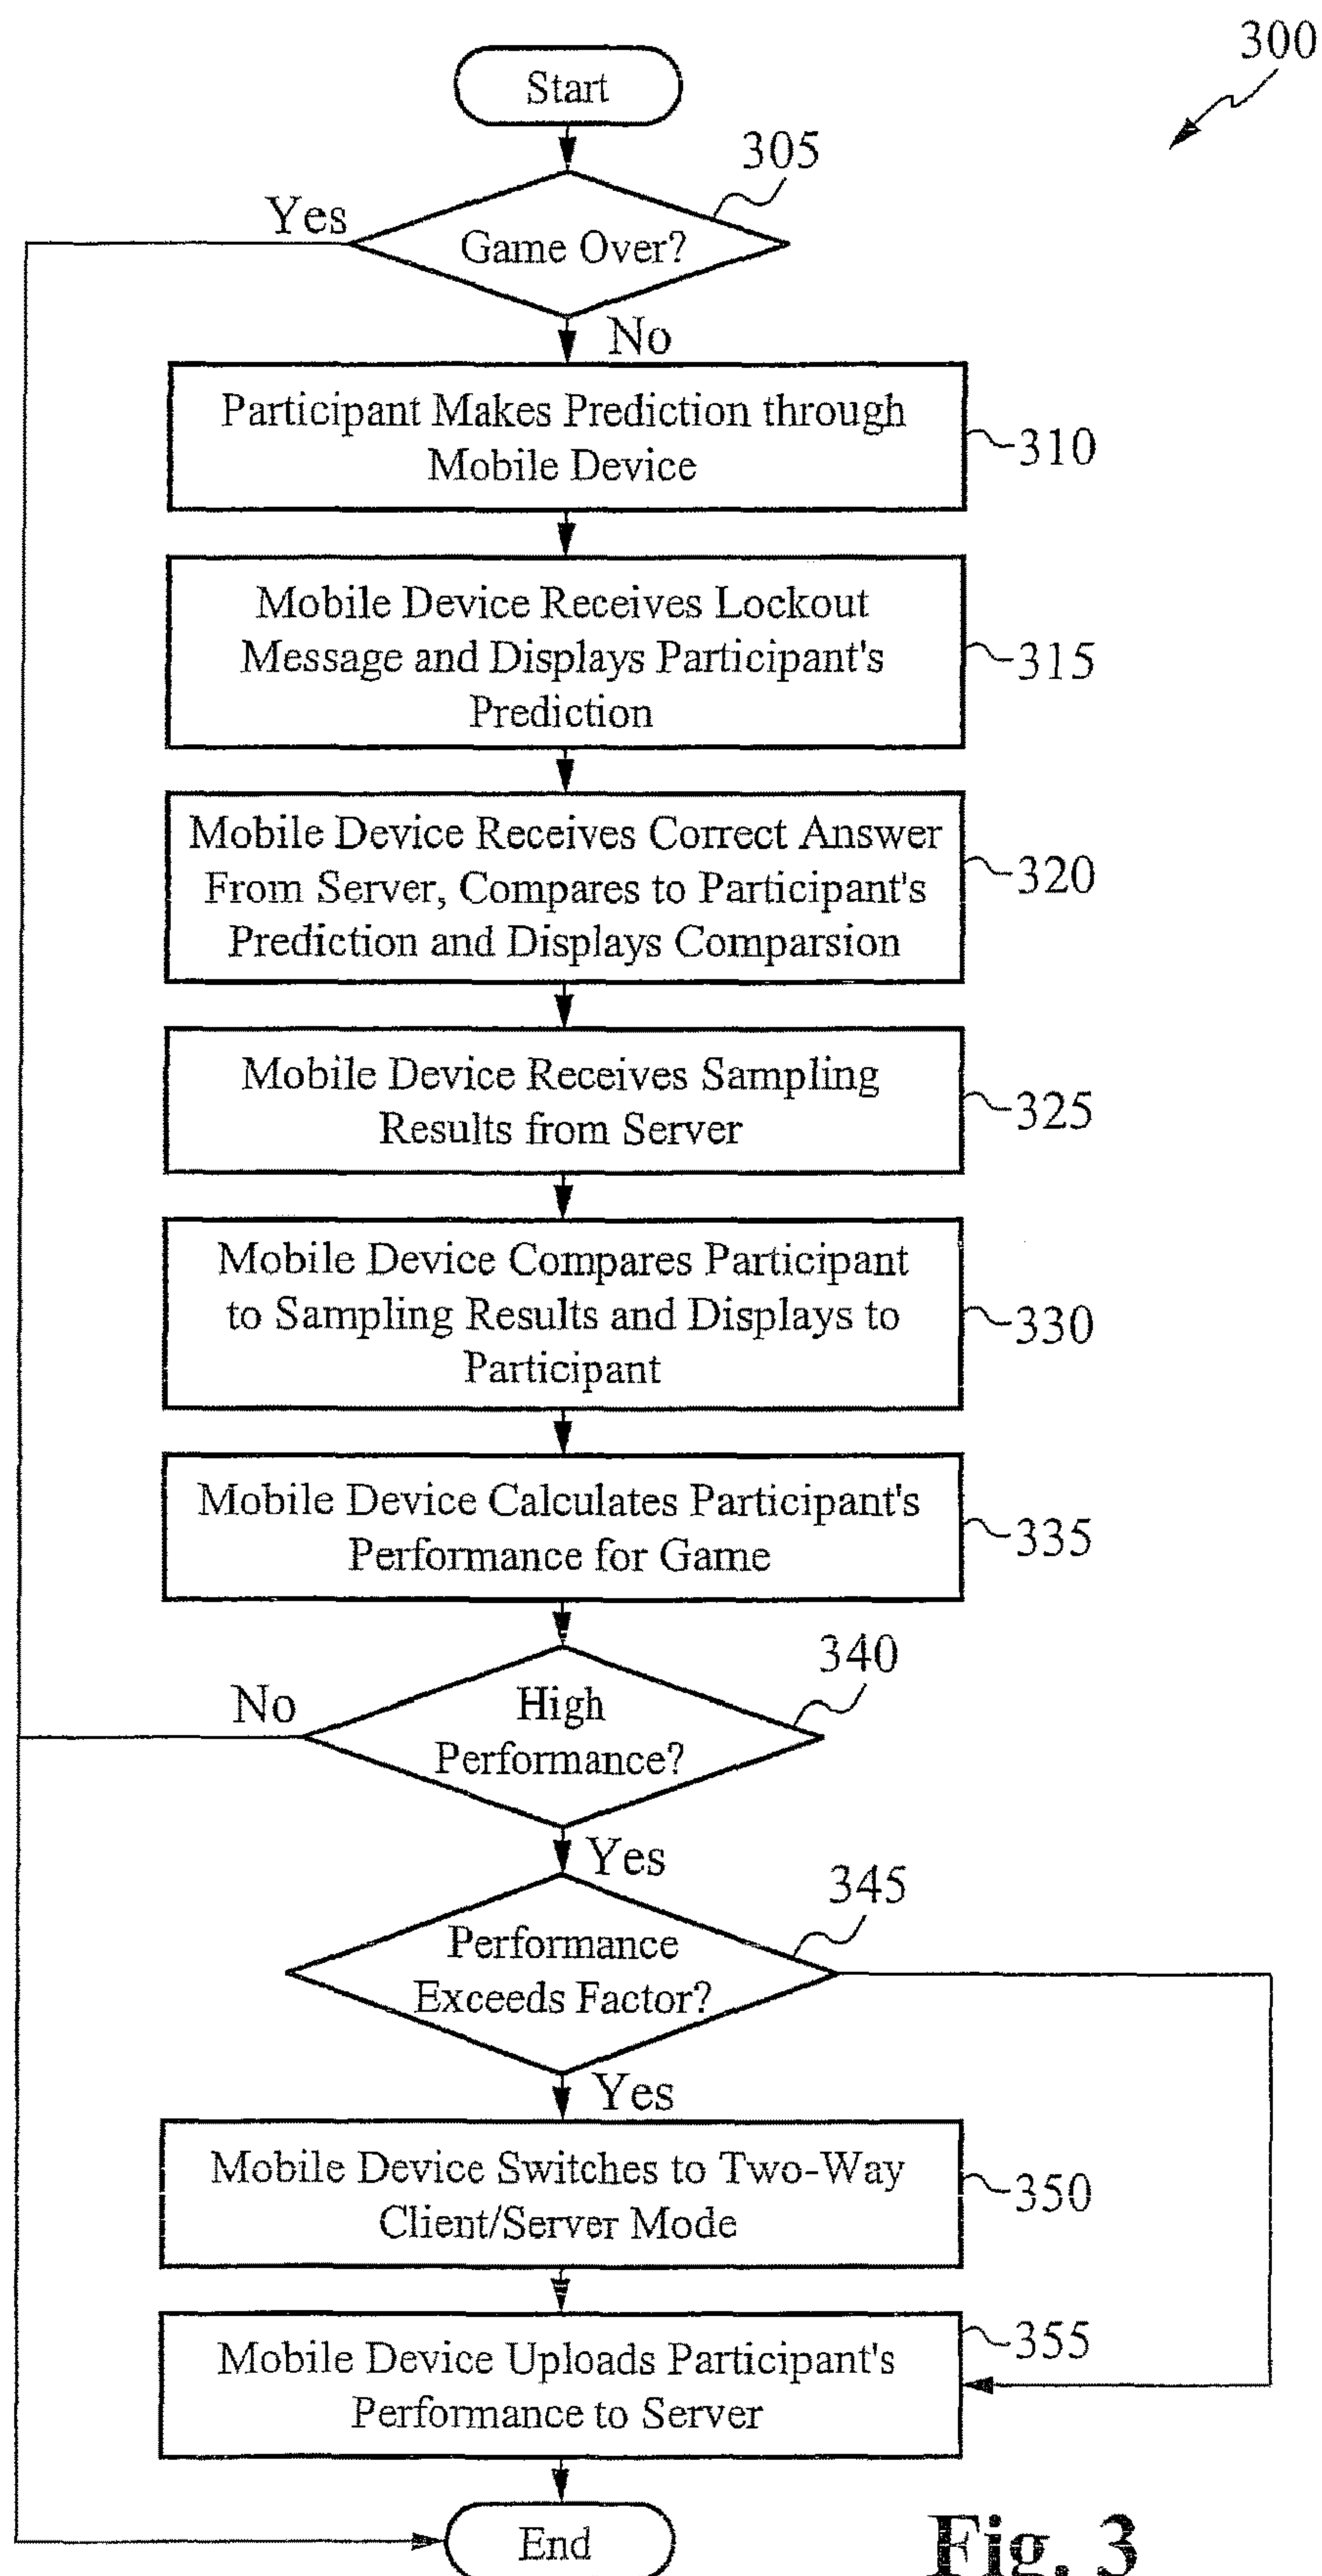 300
Start
305
Yes
Game Over?
No
Participant Makes Prediction through
Mobile Device
310
Mobile Device Receives Lockout
Message and Displays Participant's
Prediction
315
Mobile Device Receives Correct Answer
From Server, Compares to Participant's
Prediction and Displays Comparsion
320
Mobile Device Receives Sampling
Results from Server
325
Mobile Device Compares Participant
to Sampling Results and Displays to
Participant
330
Mobile Device Calculates Participant's
Performance for Game
335
340
No
High
Performance?
Yes
345
Performance
Exceeds Factor?
Yes
Mobile Device Switches to Two-Way
Client/Server Mode
350
Mobile Device Uploads Participant's
Performance to Server
355
End
Fig. 3